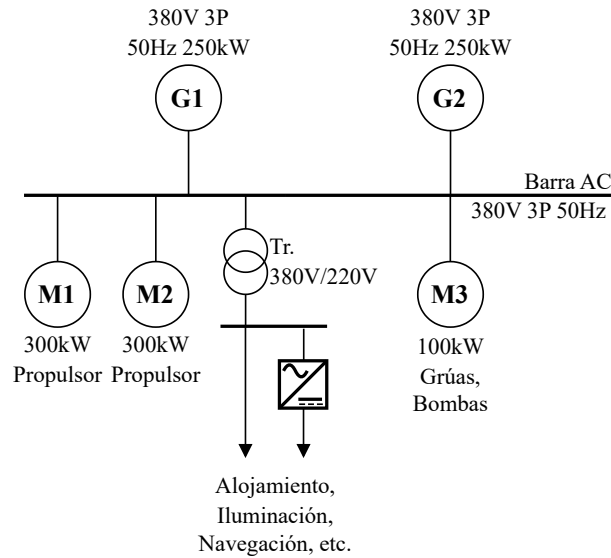 380V 3P
50Hz 250kW
G1
380V 3P
50Hz 250kW
G2
Barra AC
380V 3P 50Hz
Tr.
380V/220V
M1
300kW
Propulsor
M2
300kW
Propulsor
M3
100kW
Grúas,
Bombas
Alojamiento,
Iluminación,
Navegación, etc.